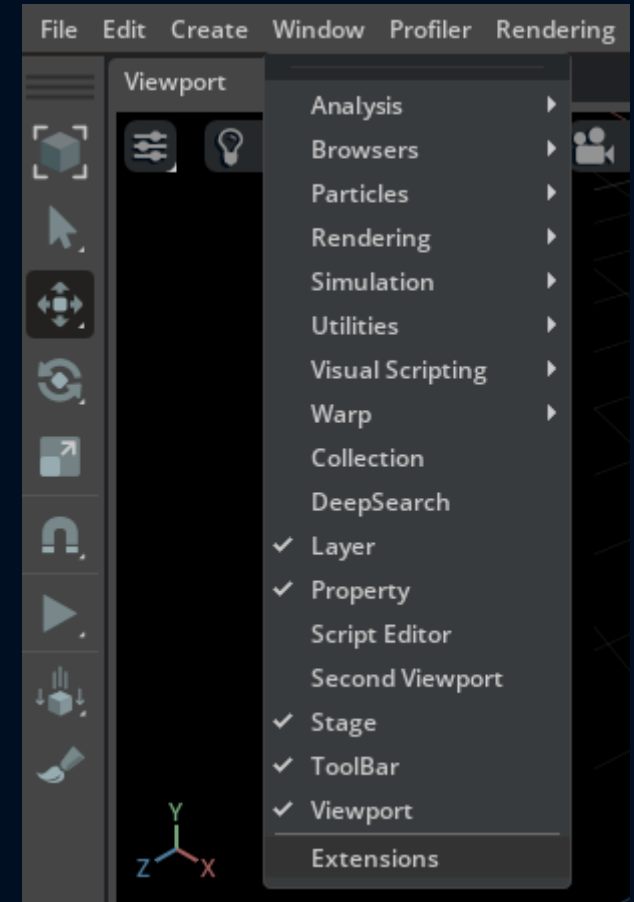 File Edit Create Window Profiler Rendering
Viewport
Analysis
Browsers
Particles
Rendering
Simulation
Utilities
Visual Scripting
Warp
Collection
DeepSearch
Layer
Property
Script Editor
Second Viewport
Stage
ToolBar
Viewport
Extensions
Y
Z X